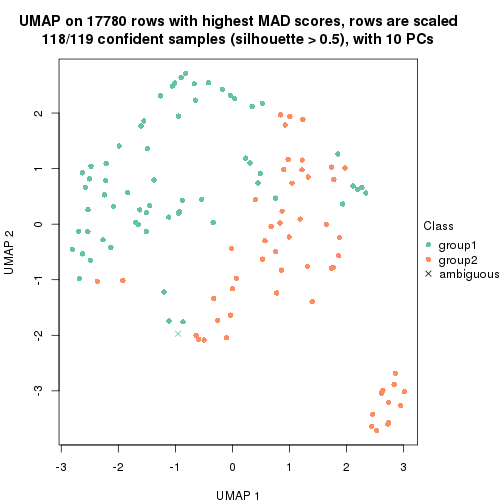 UMAP on 17780 rows with highest MAD scores, rows are scaled
118/119 confident samples (silhouette > 0.5), with 10 PCs
2
1
0
-1
-2
-3
UMAP 2
-3
-2
-1
0
1
2
3
UMAP 1
Class
group1
group2
ambiguous